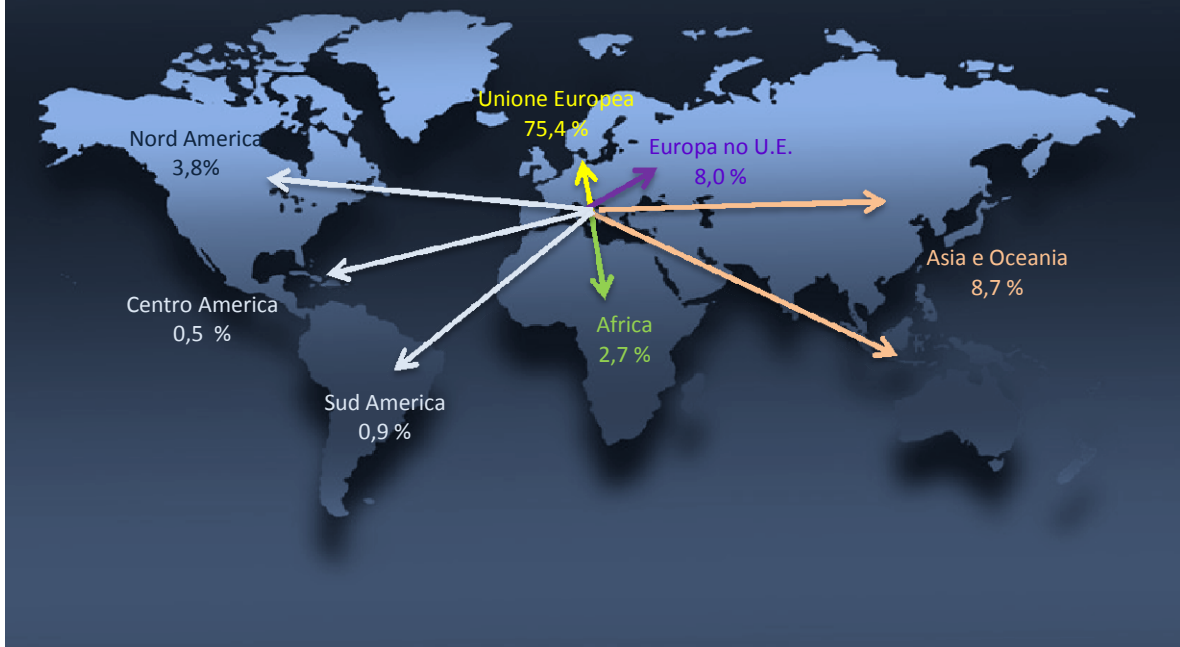 Unione Europea
75,4 %
Nord America
3,8%
Europa no U.E.
8,0 %
Asia e Oceania
8,7 %
Centro America
0,5 %
Africa
2,7 %
Sud America
0,9 %